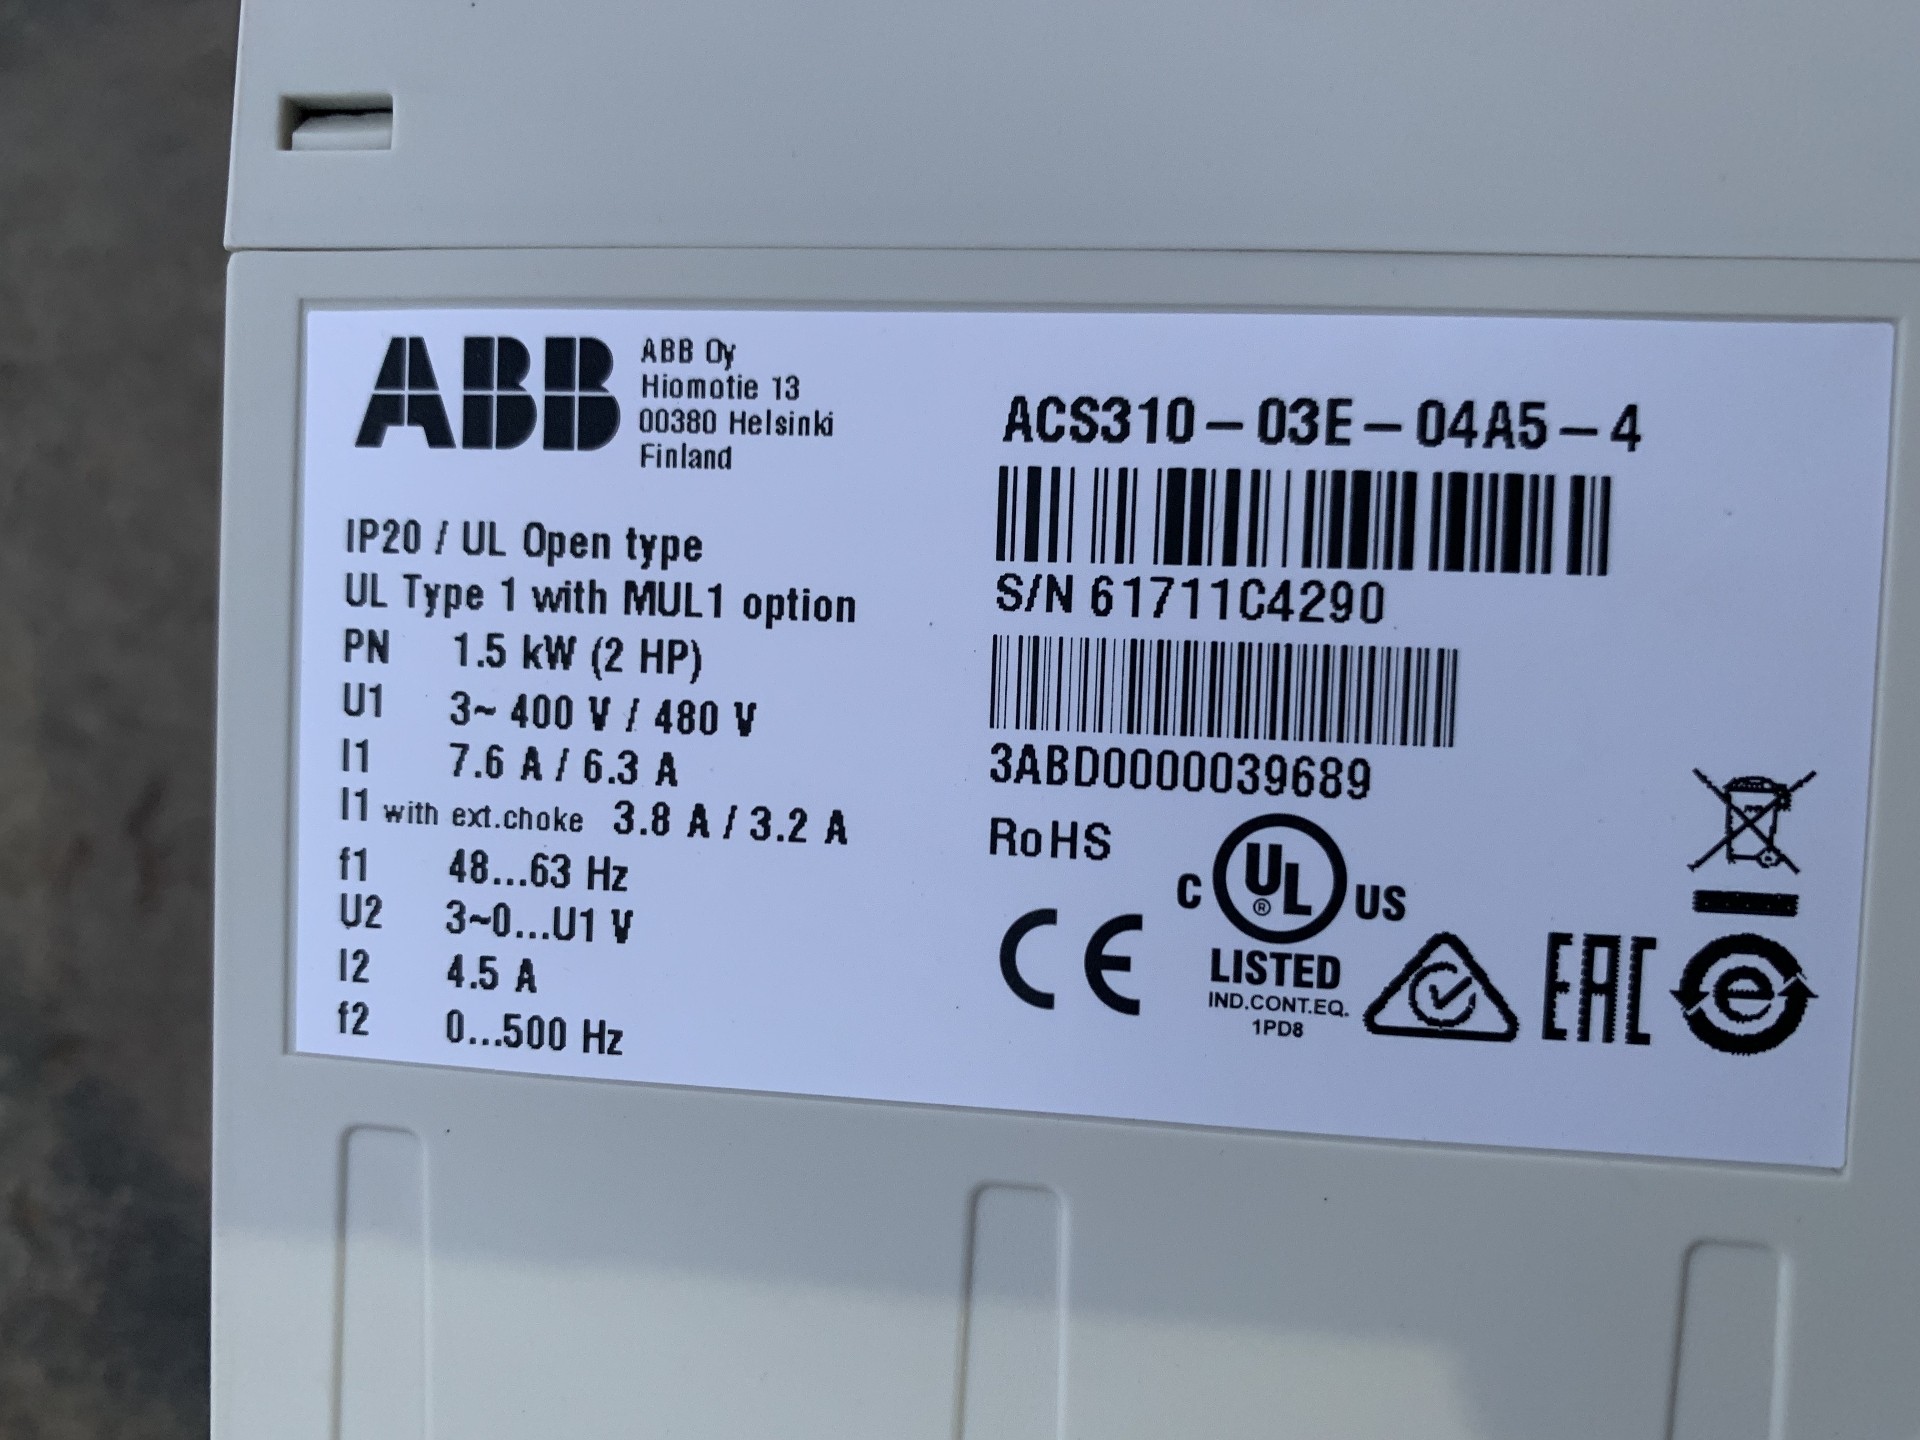 ABB
ABB Oy
Hiomotie 13
00380 Helsinki
Finland
IP20 / UL Open type
UL Type 1 with MUL1 option
PN 1.5 kW (2 HP)
U1 3~ 400 V / 480 V
I1 7.6 A / 6.3 A
I1 with ext.choke 3.8 A / 3.2 A
f1 48...63 Hz
U2 3~0...U1 V
I2 4.5 A
f2 0...500 Hz
ACS310-03E-04A5-4
S/N 61711C4290
3ABD0000039689
RoHS
C UL ® US
LISTED
IND.CONT.EQ.
1PD8
CE
EAC
e